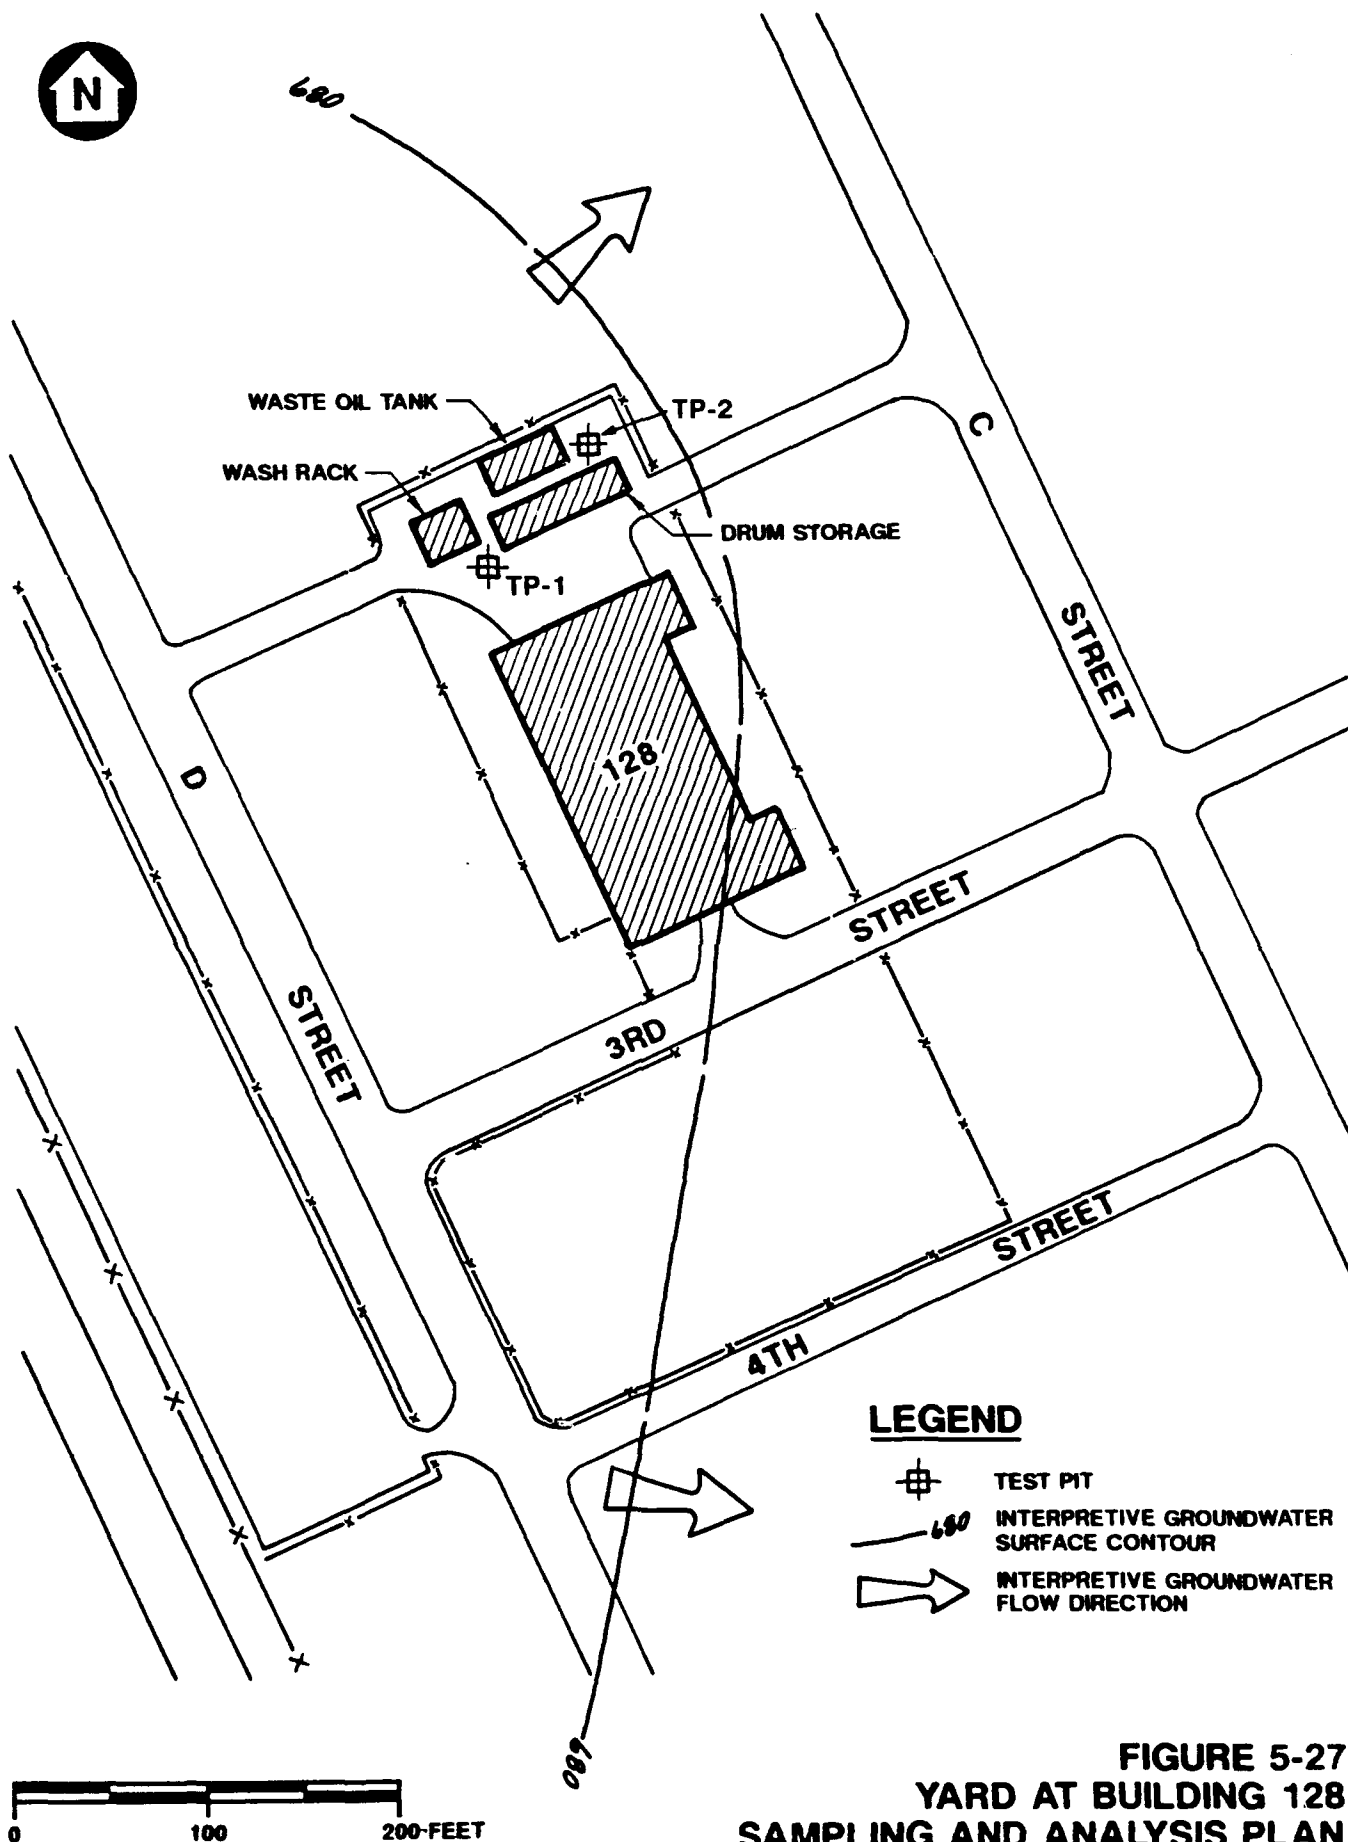 N
680
WASTE OIL TANK
TP-2
WASH RACK
C
DRUM STORAGE
TP-1
STREET
128
D
STREET
STREET
3RD
STREET
4TH
LEGEND
TEST PIT
680 INTERPRETIVE GROUNDWATER
SURFACE CONTOUR
INTERPRETIVE GROUNDWATER
FLOW DIRECTION
680
FIGURE 5-27
YARD AT BUILDING 128
SAMPLING AND ANALYSIS PLAN
0 100 200 FEET